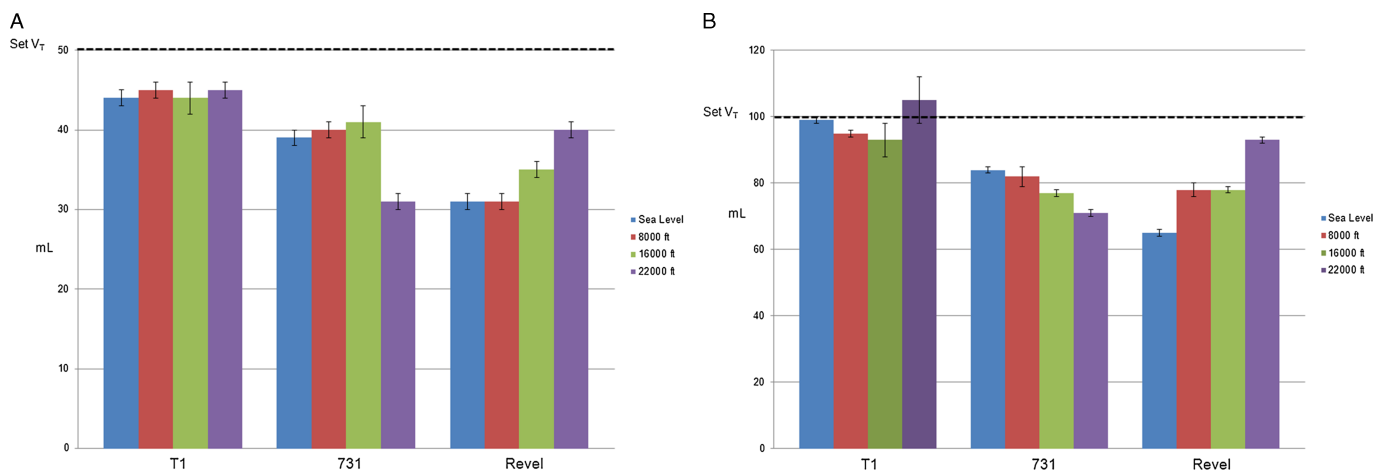 A
Set VT
50
40
30
mL
20
10
0
T1
731
Revel
Sea Level
8000 ft
16000 ft
22000 ft
B
120
Set VT
100
80
mL
60
40
20
0
T1
731
Revel
Sea Level
8000 ft
16000 ft
22000 ft